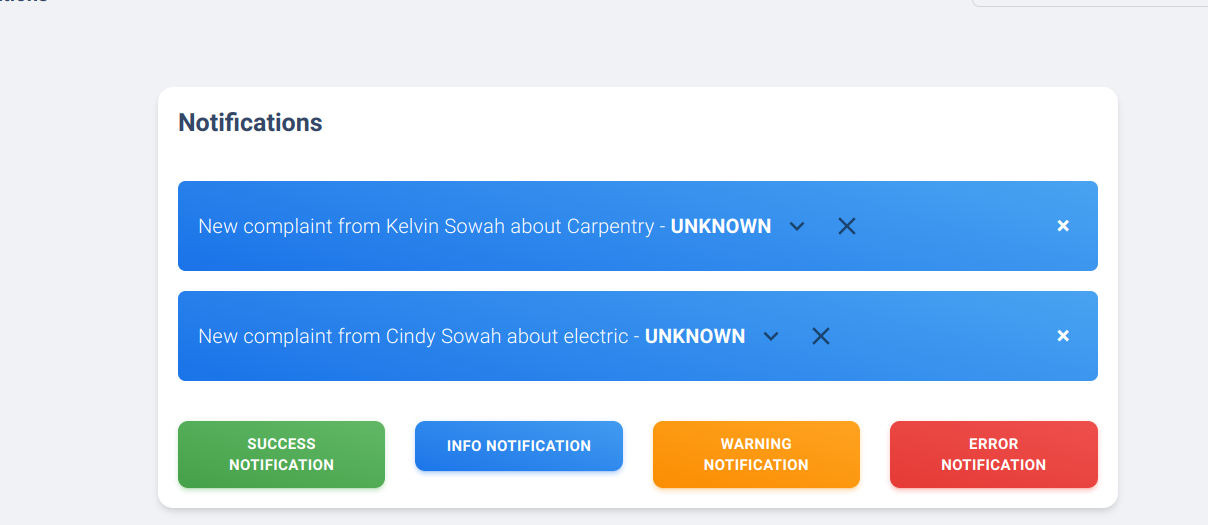 Notifications
New complaint from Kelvin Sowah about Carpentry - UNKNOWN
New complaint from Cindy Sowah about electric - UNKNOWN
SUCCESS
NOTIFICATION
INFO NOTIFICATION
WARNING
NOTIFICATION
ERROR
NOTIFICATION